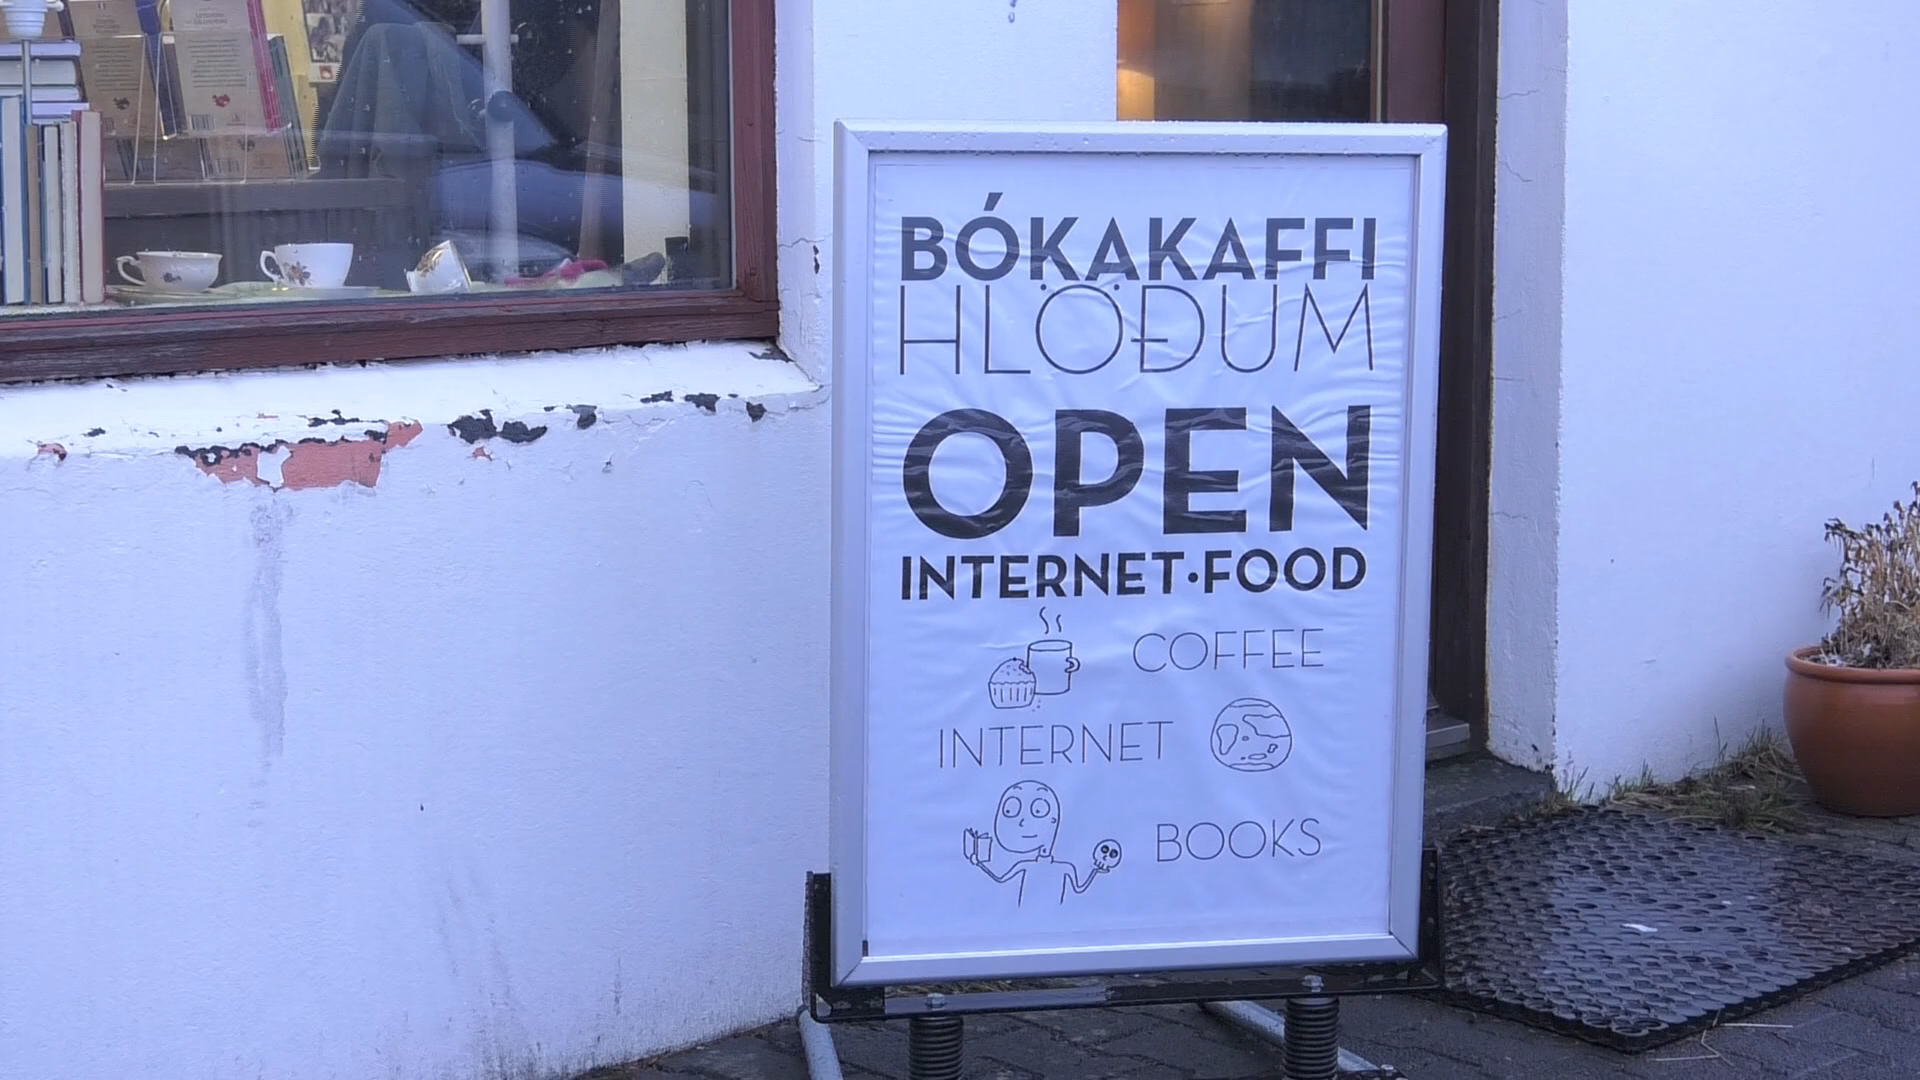 BÓKAKAFFI
HLÖÐUM
OPEN
INTERNET·FOOD
COFFEE
INTERNET
BOOKS